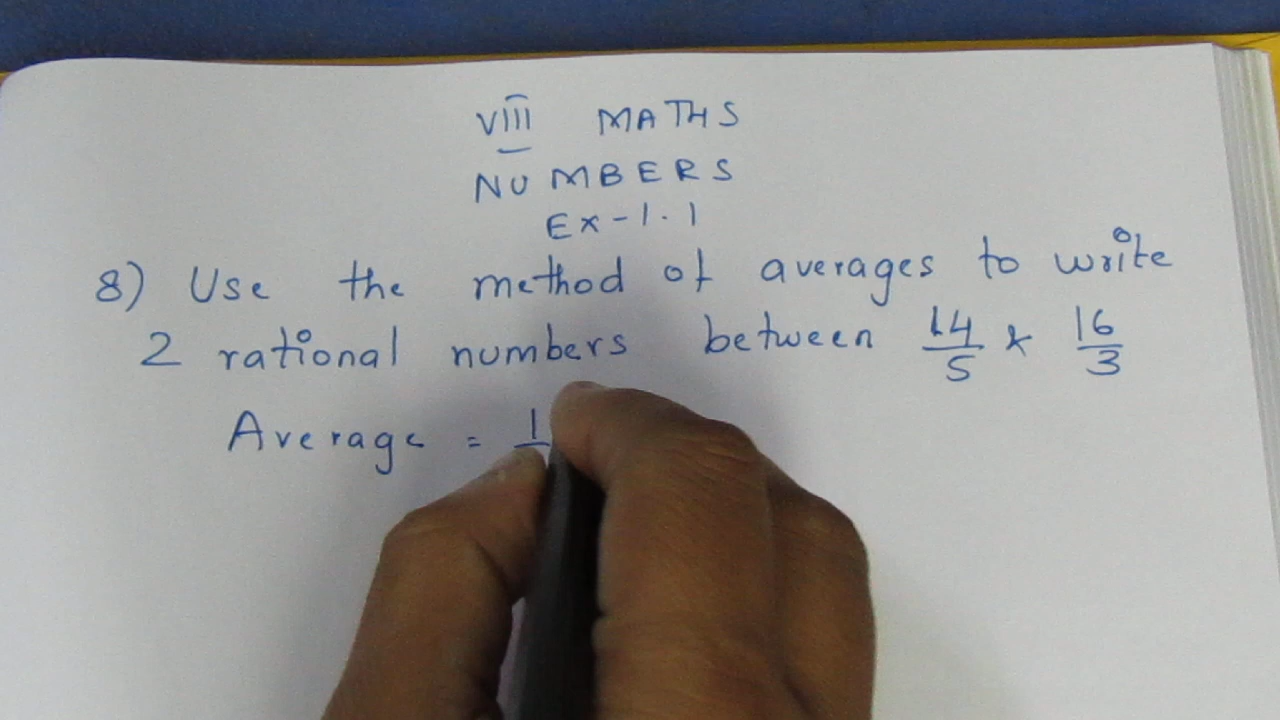 VIII MATHS
NUMBERS
Ex-1.1
8) Use the method of averages to write
2 rational numbers between 14/5 & 16/3
Average = 1